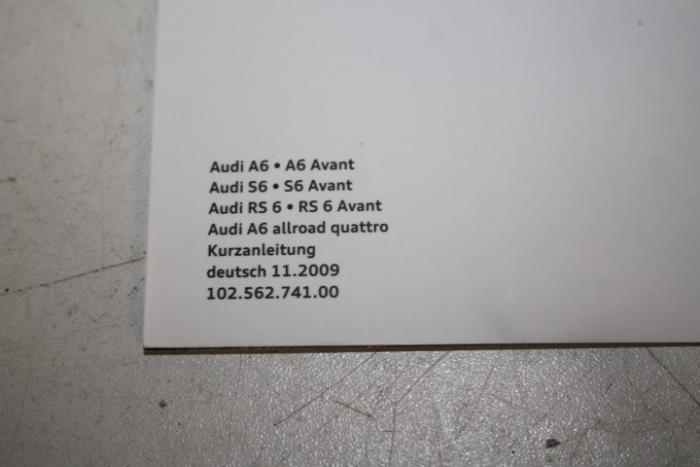 Audi A6 • A6 Avant
Audi S6 • S6 Avant
Audi RS 6 • RS 6 Avant
Audi A6 allroad quattro
Kurzanleitung
deutsch 11.2009
102.562.741.00